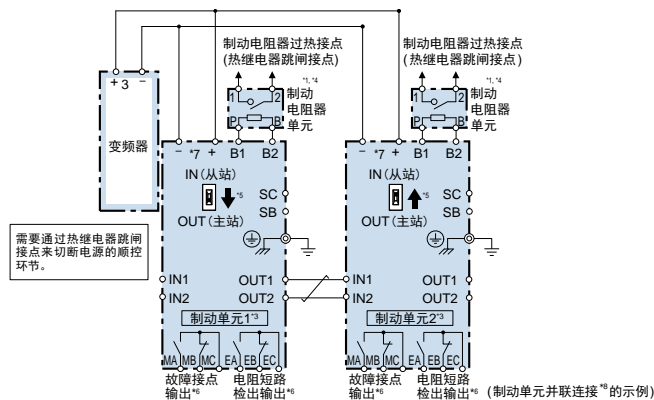 制动电阻器过热接点
(热继电器跳闸接点)
制动电阻器过热接点
(热继电器跳闸接点)
+3 −
*1, *4
1 2
制动
电阻器
单元
P B
*1, *4
1 2
制动
电阻器
单元
P B
变频器
− *7 + B1 B2
− *7 + B1 B2
IN (从站)
*5
OUT (主站)
SC
SB
IN (从站)
*5
OUT (主站)
SC
SB
需要通过热继电器跳闸
接点来切断电源的顺控
环节。
IN1 OUT1
IN2 OUT2
IN1 OUT1
IN2 OUT2
制动单元1*3
制动单元2*3
MA MB MC EA EB EC
MA MB MC EA EB EC
故障接点
输出*6
电阻短路
检出输出*6
故障接点
输出*6
电阻短路
检出输出*6
(制动单元并联连接*8的示例)